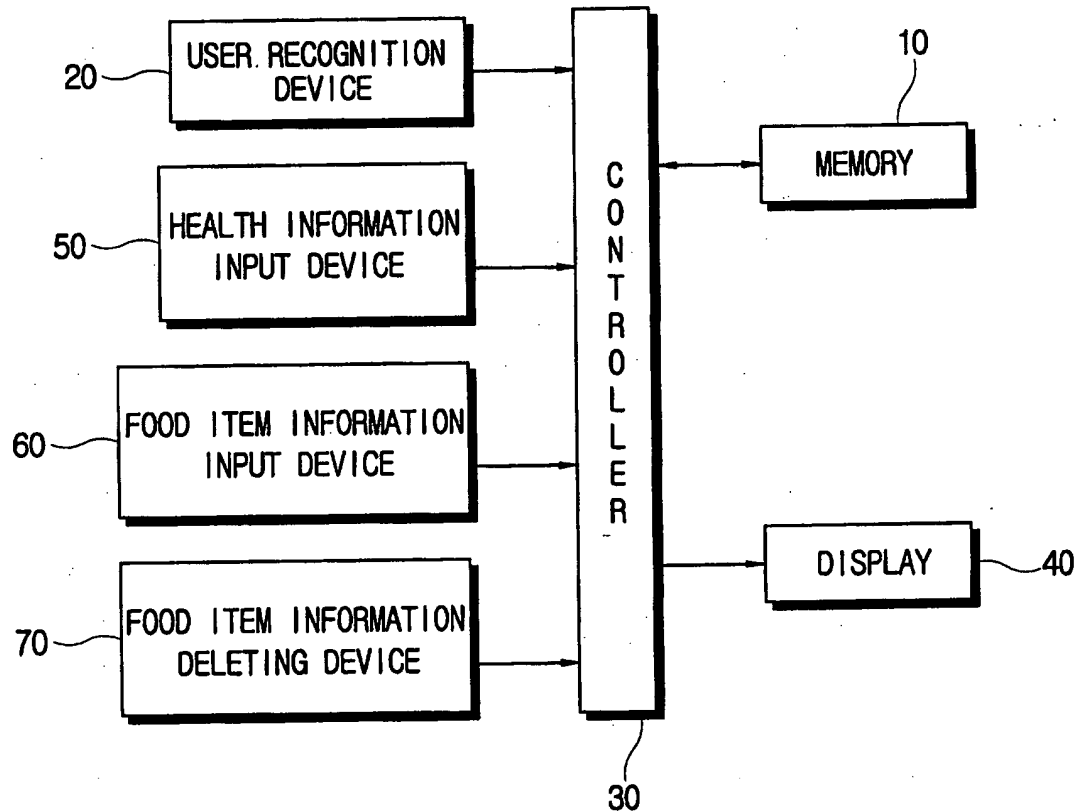 20
USER RECOGNITION
DEVICE
50
HEALTH INFORMATION
INPUT DEVICE
60
FOOD ITEM INFORMATION
INPUT DEVICE
70
FOOD ITEM INFORMATION
DELETING DEVICE
CONTROLLER
30
10
MEMORY
DISPLAY
40